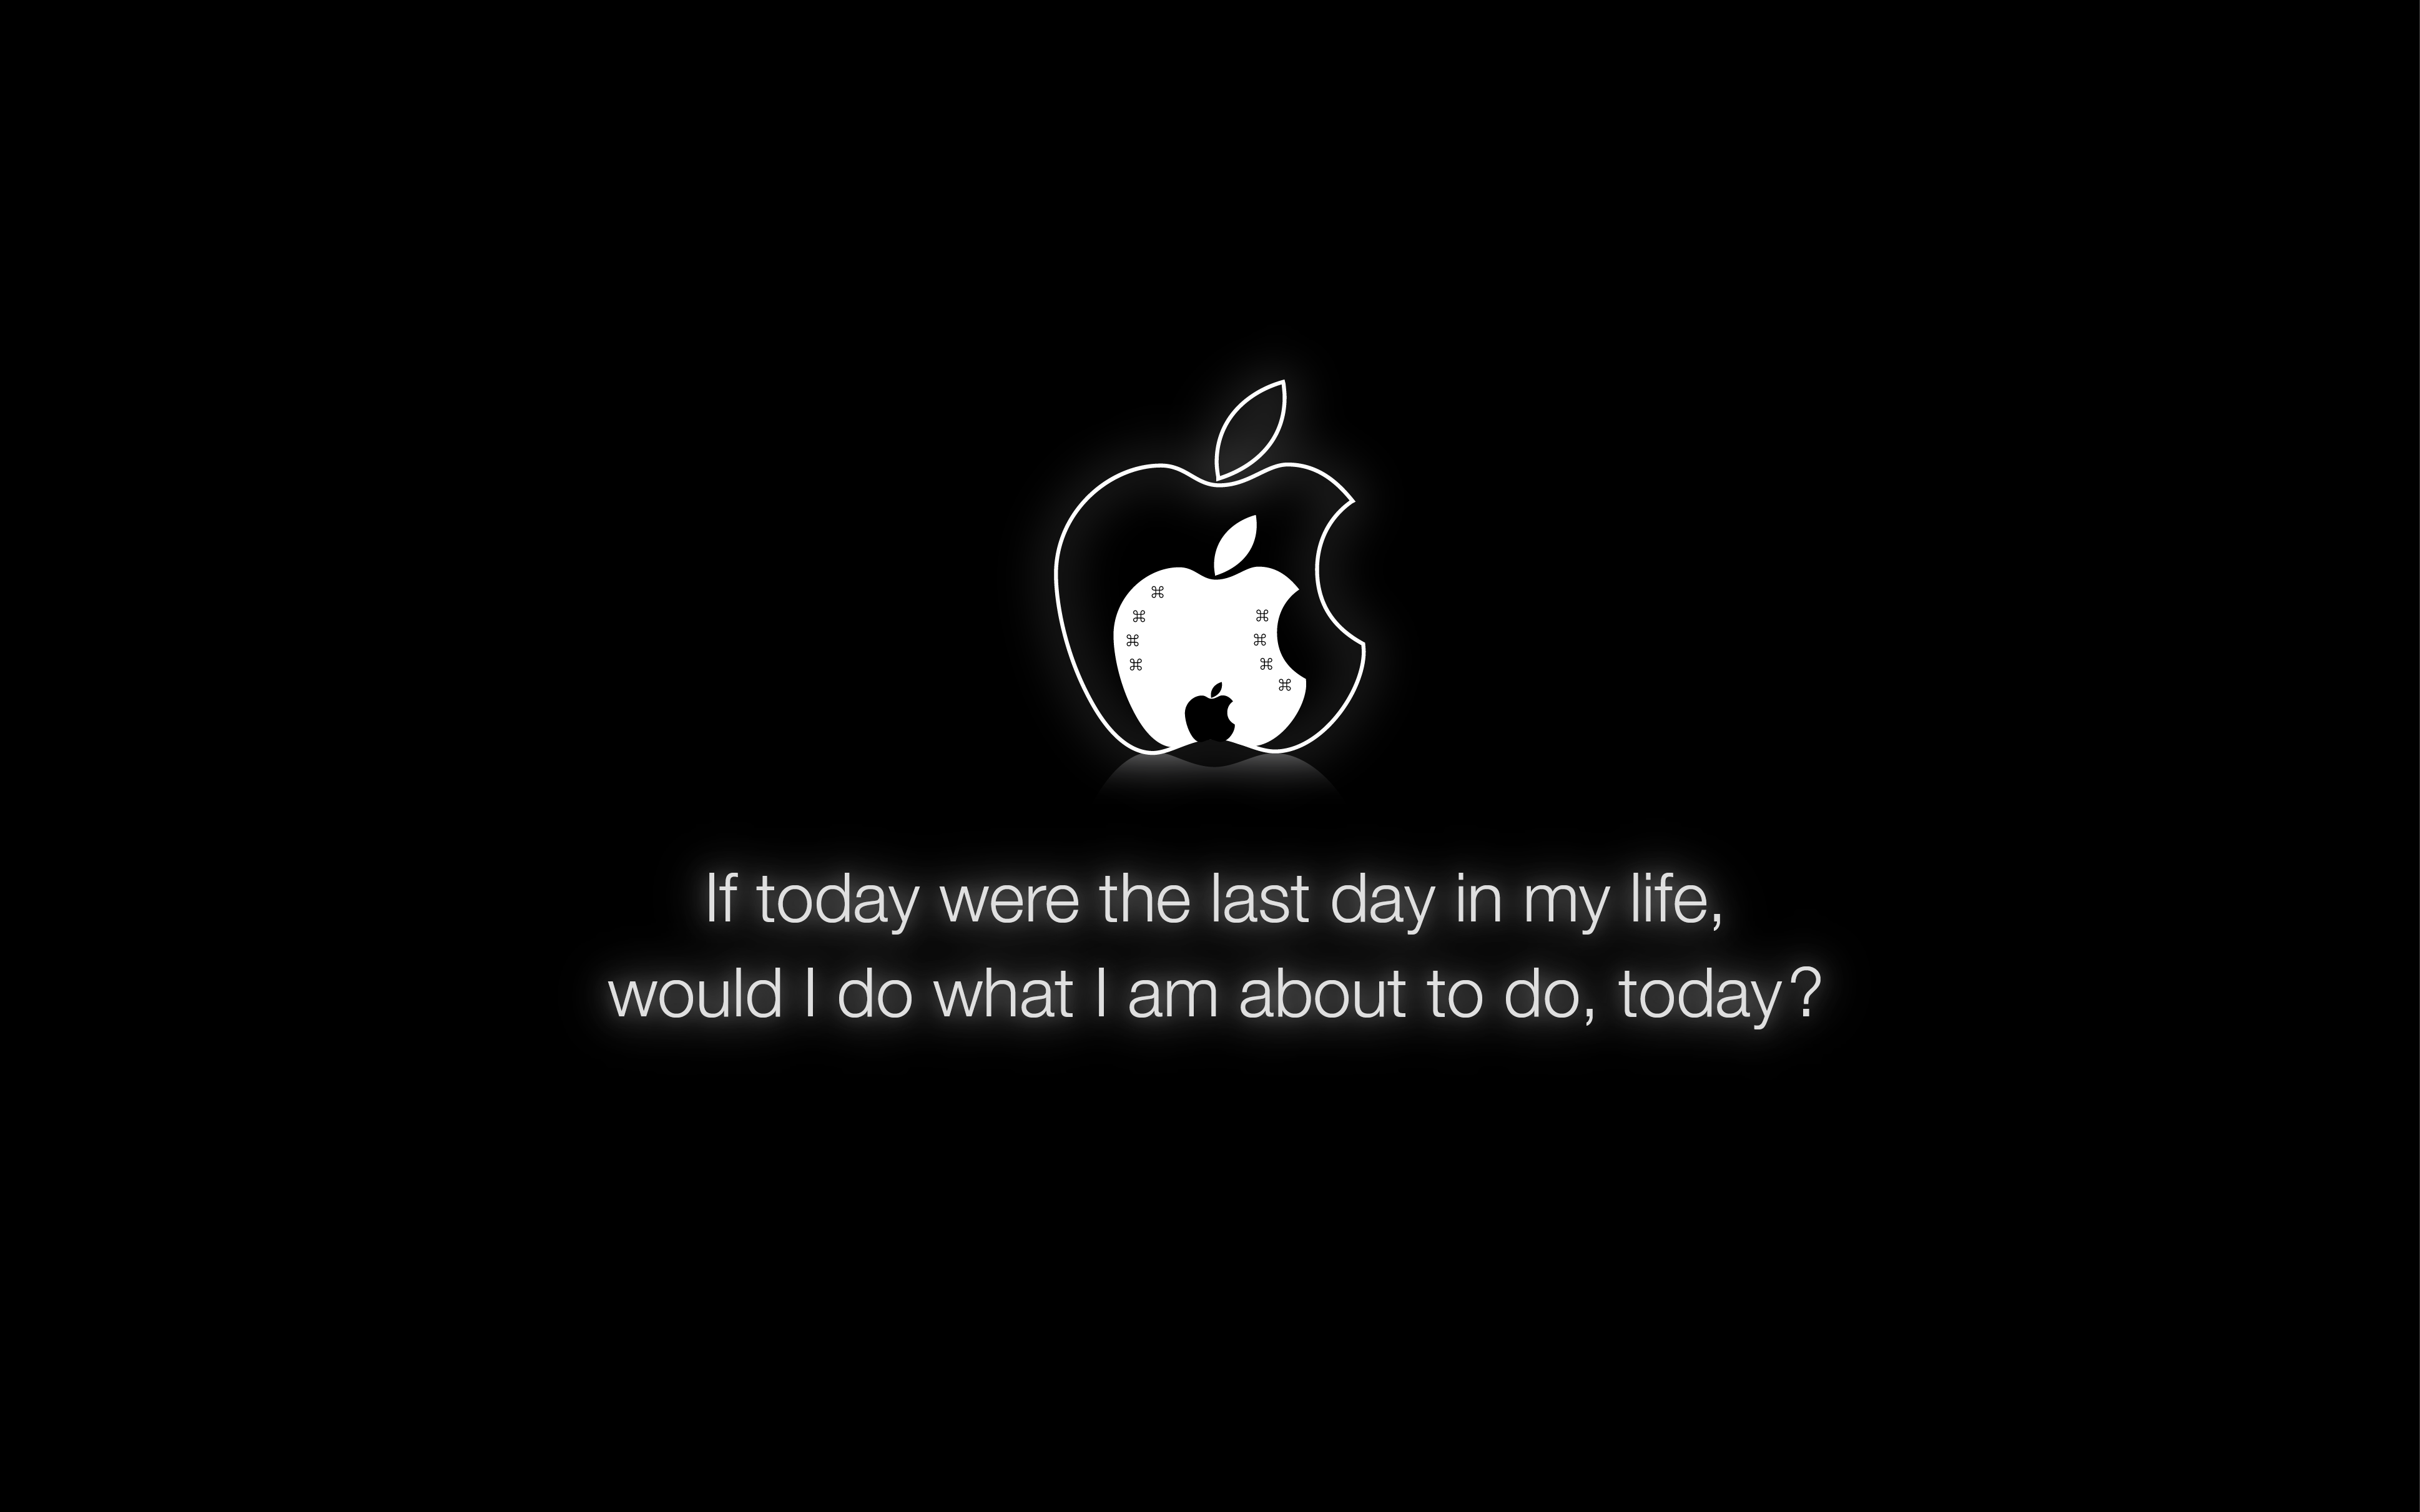 ⌘
⌘ ⌘
⌘ ⌘
⌘ ⌘
⌘
If today were the last day in my life,
would I do what I am about to do, today?